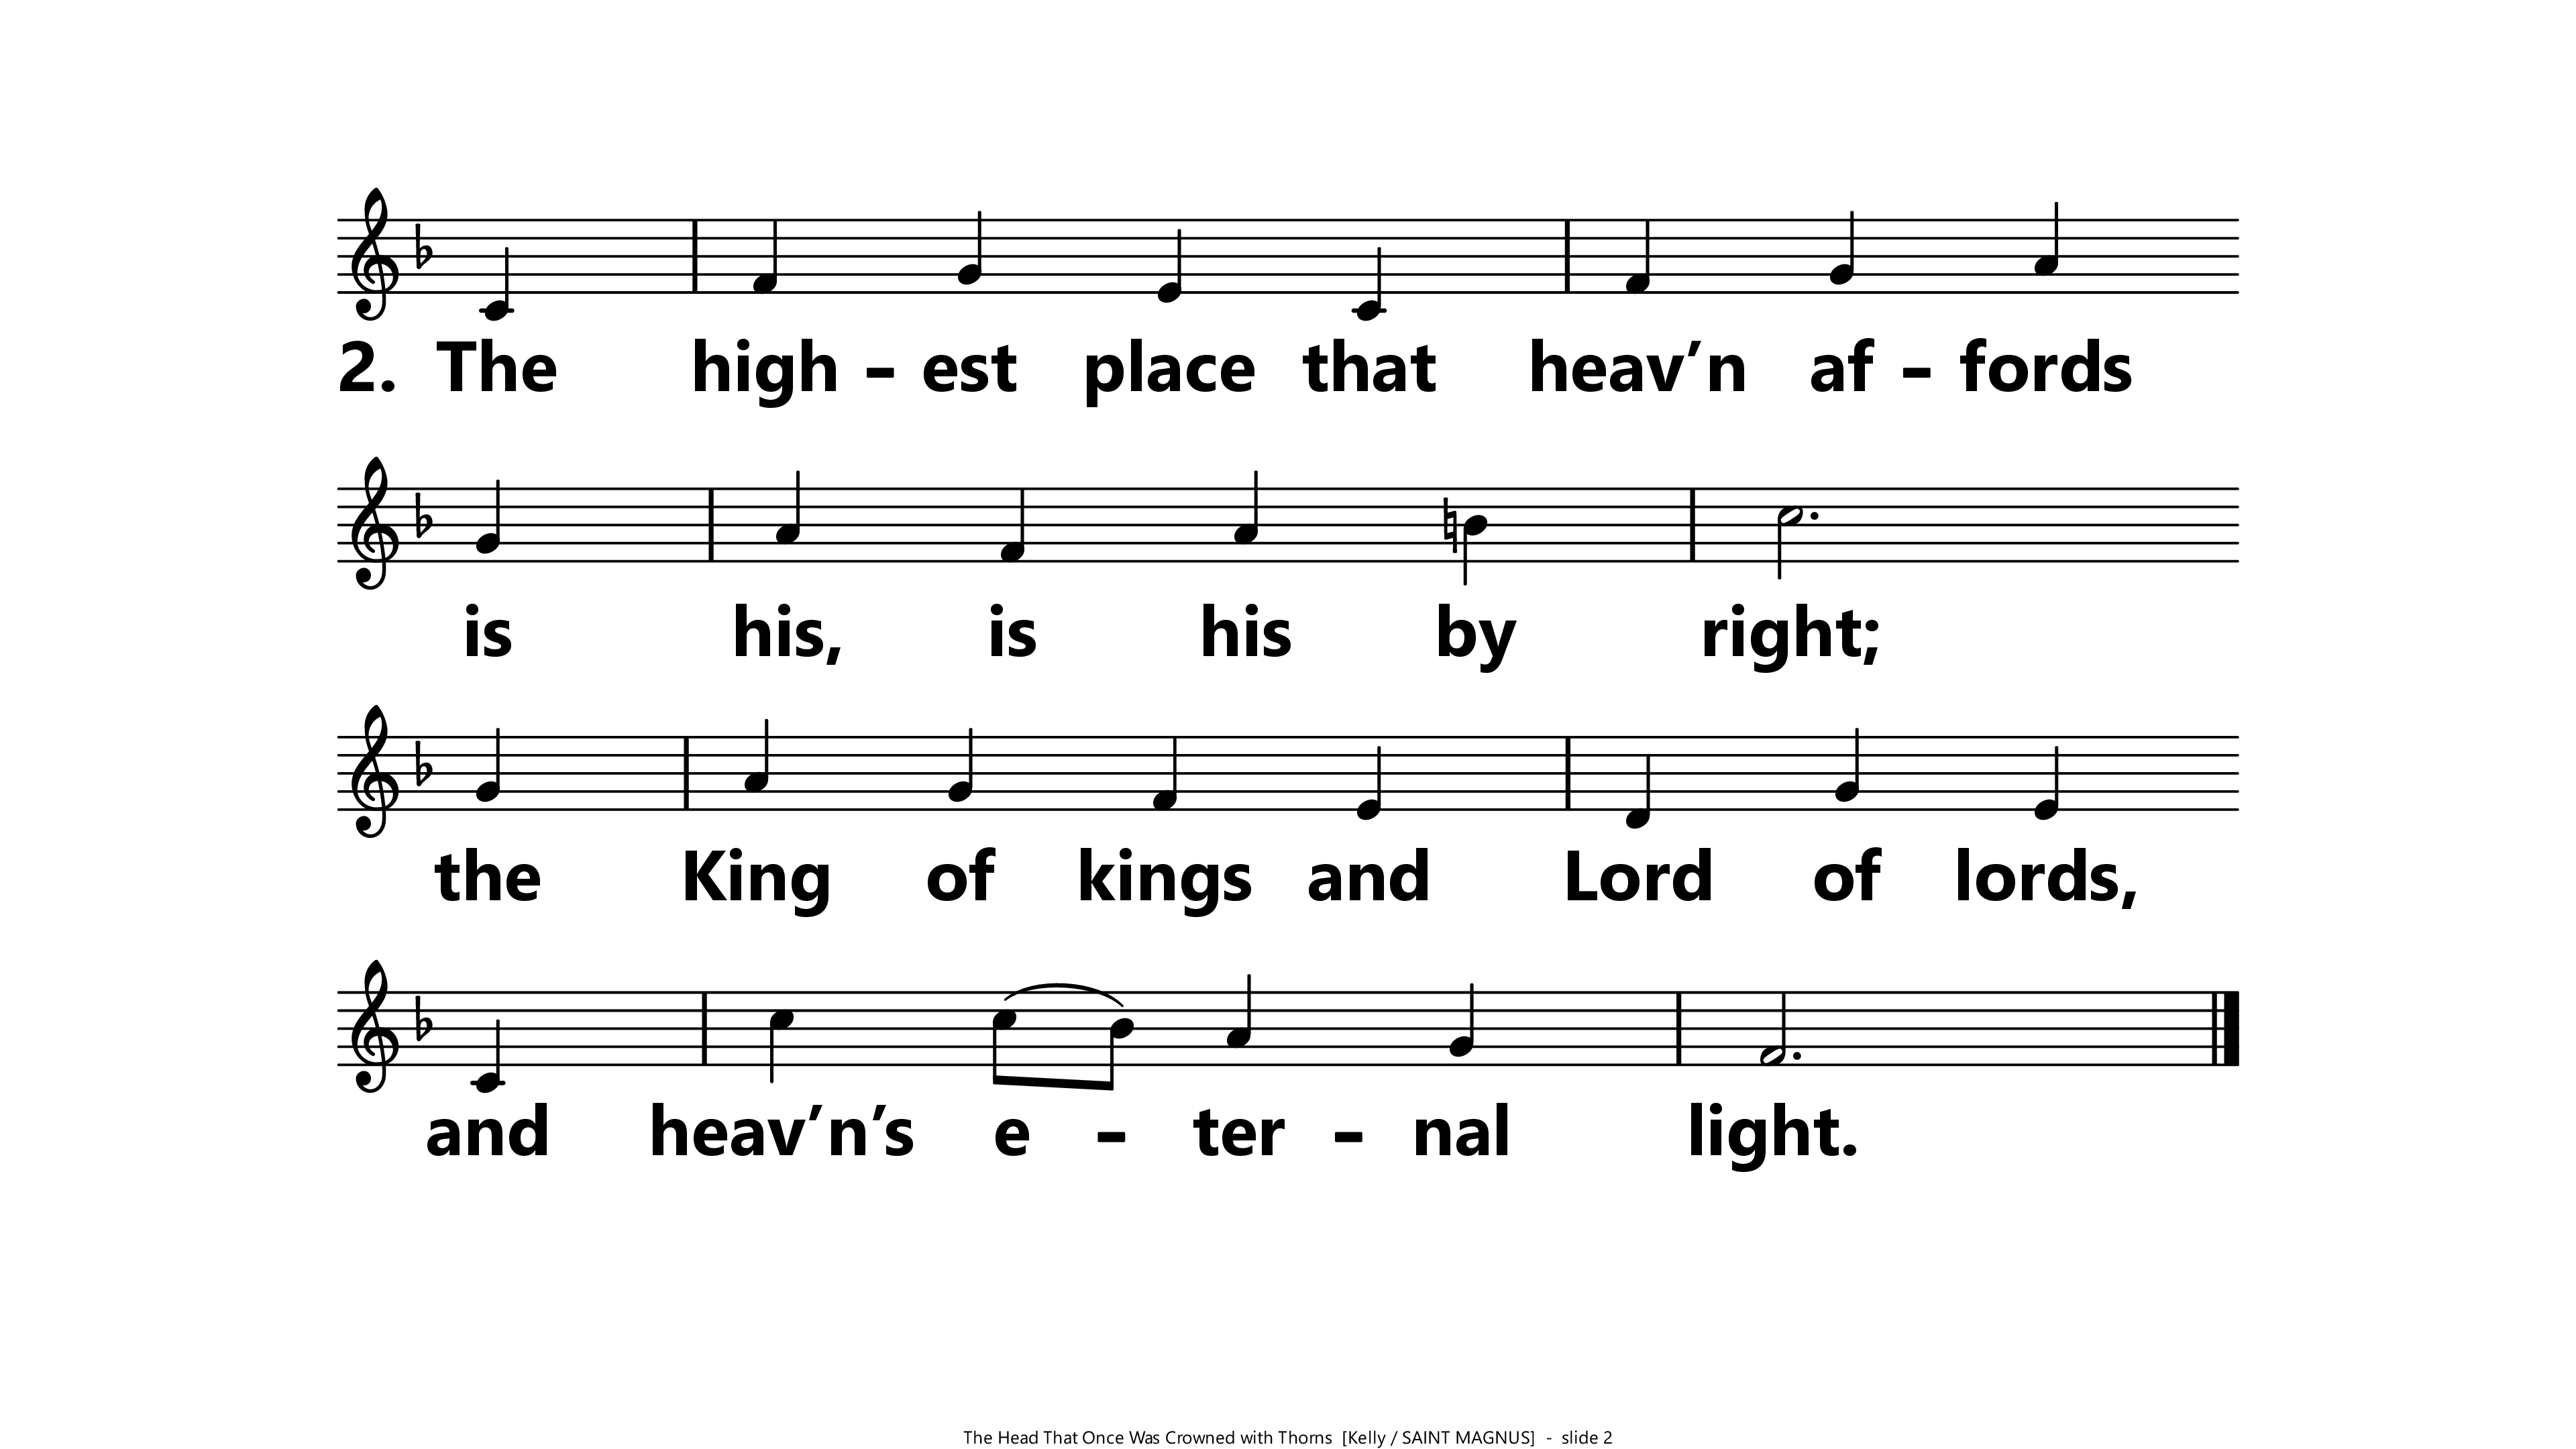 2. The high - est place that heav’n af - fords
is his, is his by right;
the King of kings and Lord of lords,
and heav’n’s e - ter - nal light.
The Head That Once Was Crowned with Thorns [Kelly / SAINT MAGNUS] - slide 2